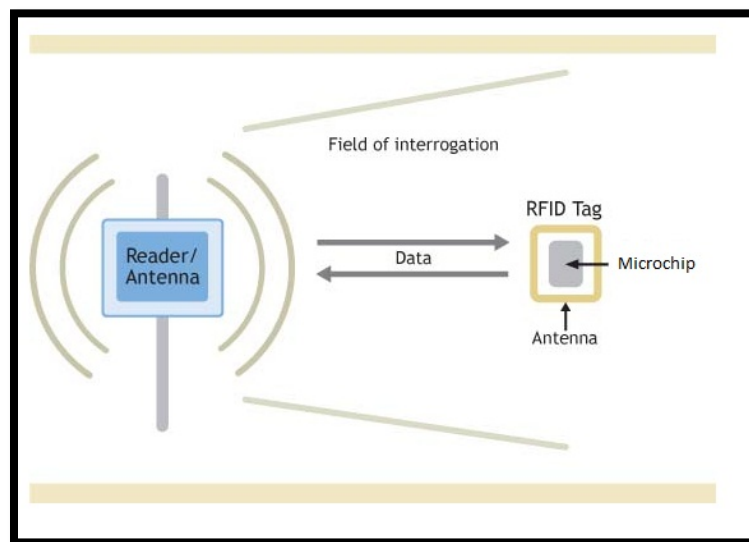 Field of interrogation
RFID Tag
Reader/
Antenna
Data
Microchip
Antenna